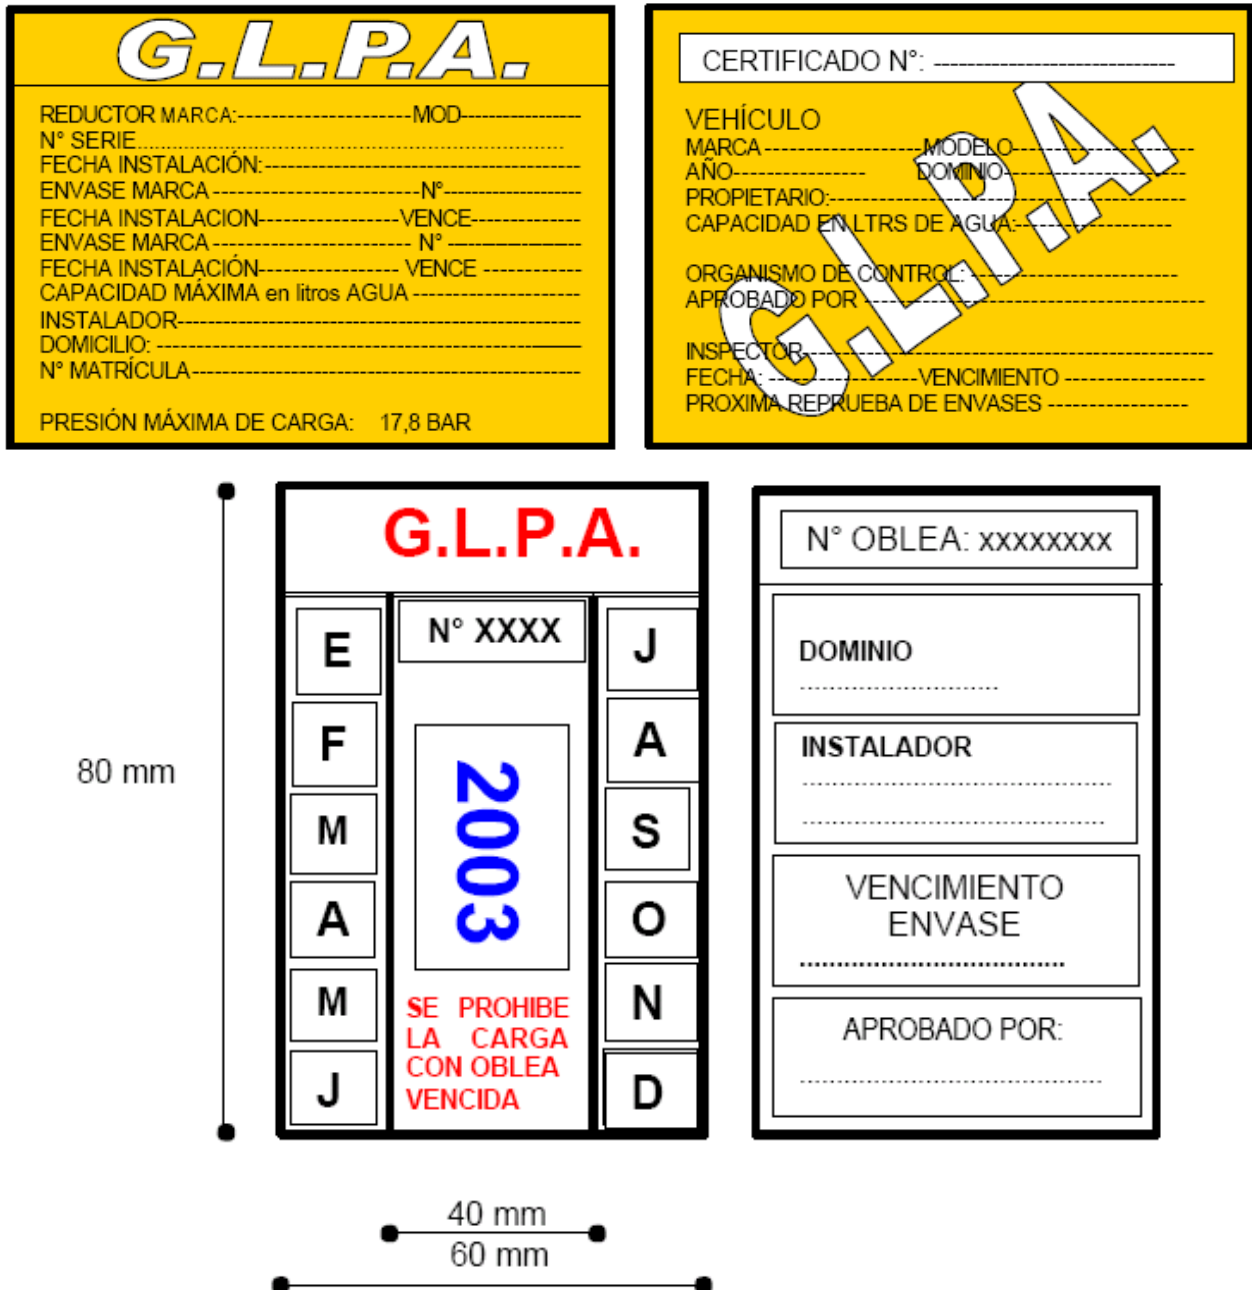 G.L.P.A.
REDUCTOR MARCA:----------------------MOD---------------
N° SERIE..........................................................................
FECHA INSTALACIÓN:----------------------------------------
ENVASE MARCA --------------------------N°-----------------
FECHA INSTALACION------------------VENCE--------------
ENVASE MARCA ------------------------- N° -----------------
FECHA INSTALACIÓN------------------ VENCE -------------
CAPACIDAD MÁXIMA en litros AGUA ---------------------
INSTALADOR---------------------------------------------------
DOMICILIO: ------------------------------------------------------
N° MATRÍCULA-------------------------------------------------
PRESIÓN MÁXIMA DE CARGA: 17,8 BAR
CERTIFICADO N°: -----------------------------
G.L.P.A.
VEHÍCULO
MARCA --------------------MODELO-----------------------
AÑO----------------- DOMINIO-----------------------
PROPIETARIO:---------------------------------------------
CAPACIDAD EN LTRS DE AGUA:--------------------
ORGANISMO DE CONTROL: --------------------------
APROBADO POR -------------------------------------------
INSPECTOR----------------------------------------------------
FECHA: -------------------VENCIMIENTO ------------------
PROXIMA REPRUEBA DE ENVASES ------------------
G.L.P.A.
N° XXXX
E
F
M
A
M
J
2003
SE PROHIBE
LA CARGA
CON OBLEA
VENCIDA
J
A
S
O
N
D
N° OBLEA: xxxxxxxx
DOMINIO
...........................
INSTALADOR
..........................................
.........................................
VENCIMIENTO
ENVASE
....................................
APROBADO POR:
.........................................
80 mm
40 mm
60 mm